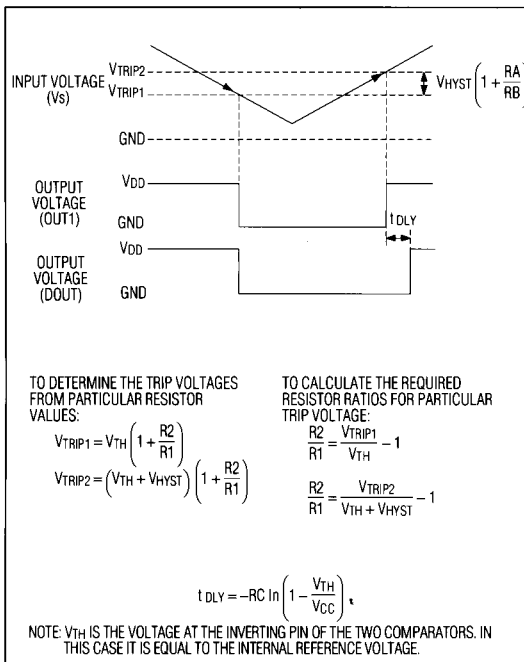 VTRIP2
INPUT VOLTAGE
(Vs)
VTRIP1
VHYST(1+RA/RB)
GND
VDD
OUTPUT
VOLTAGE
(OUT1)
GND
tDLY
VDD
OUTPUT
VOLTAGE
(DOUT)
GND
TO DETERMINE THE TRIP VOLTAGES
FROM PARTICULAR RESISTOR
VALUES:
VTRIP1 = VTH (1 + R2/R1)
VTRIP2 = (VTH + VHYST) (1 + R2/R1)
TO CALCULATE THE REQUIRED
RESISTOR RATIOS FOR PARTICULAR
TRIP VOLTAGE:
R2/R1 = VTRIP1/VTH - 1
R2/R1 = VTRIP2/VTH + VHYST - 1
t DLY = -RC ln (1 - VTH/VCC)
NOTE: VTH IS THE VOLTAGE AT THE INVERTING PIN OF THE TWO COMPARATORS. IN
THIS CASE IT IS EQUAL TO THE INTERNAL REFERENCE VOLTAGE.